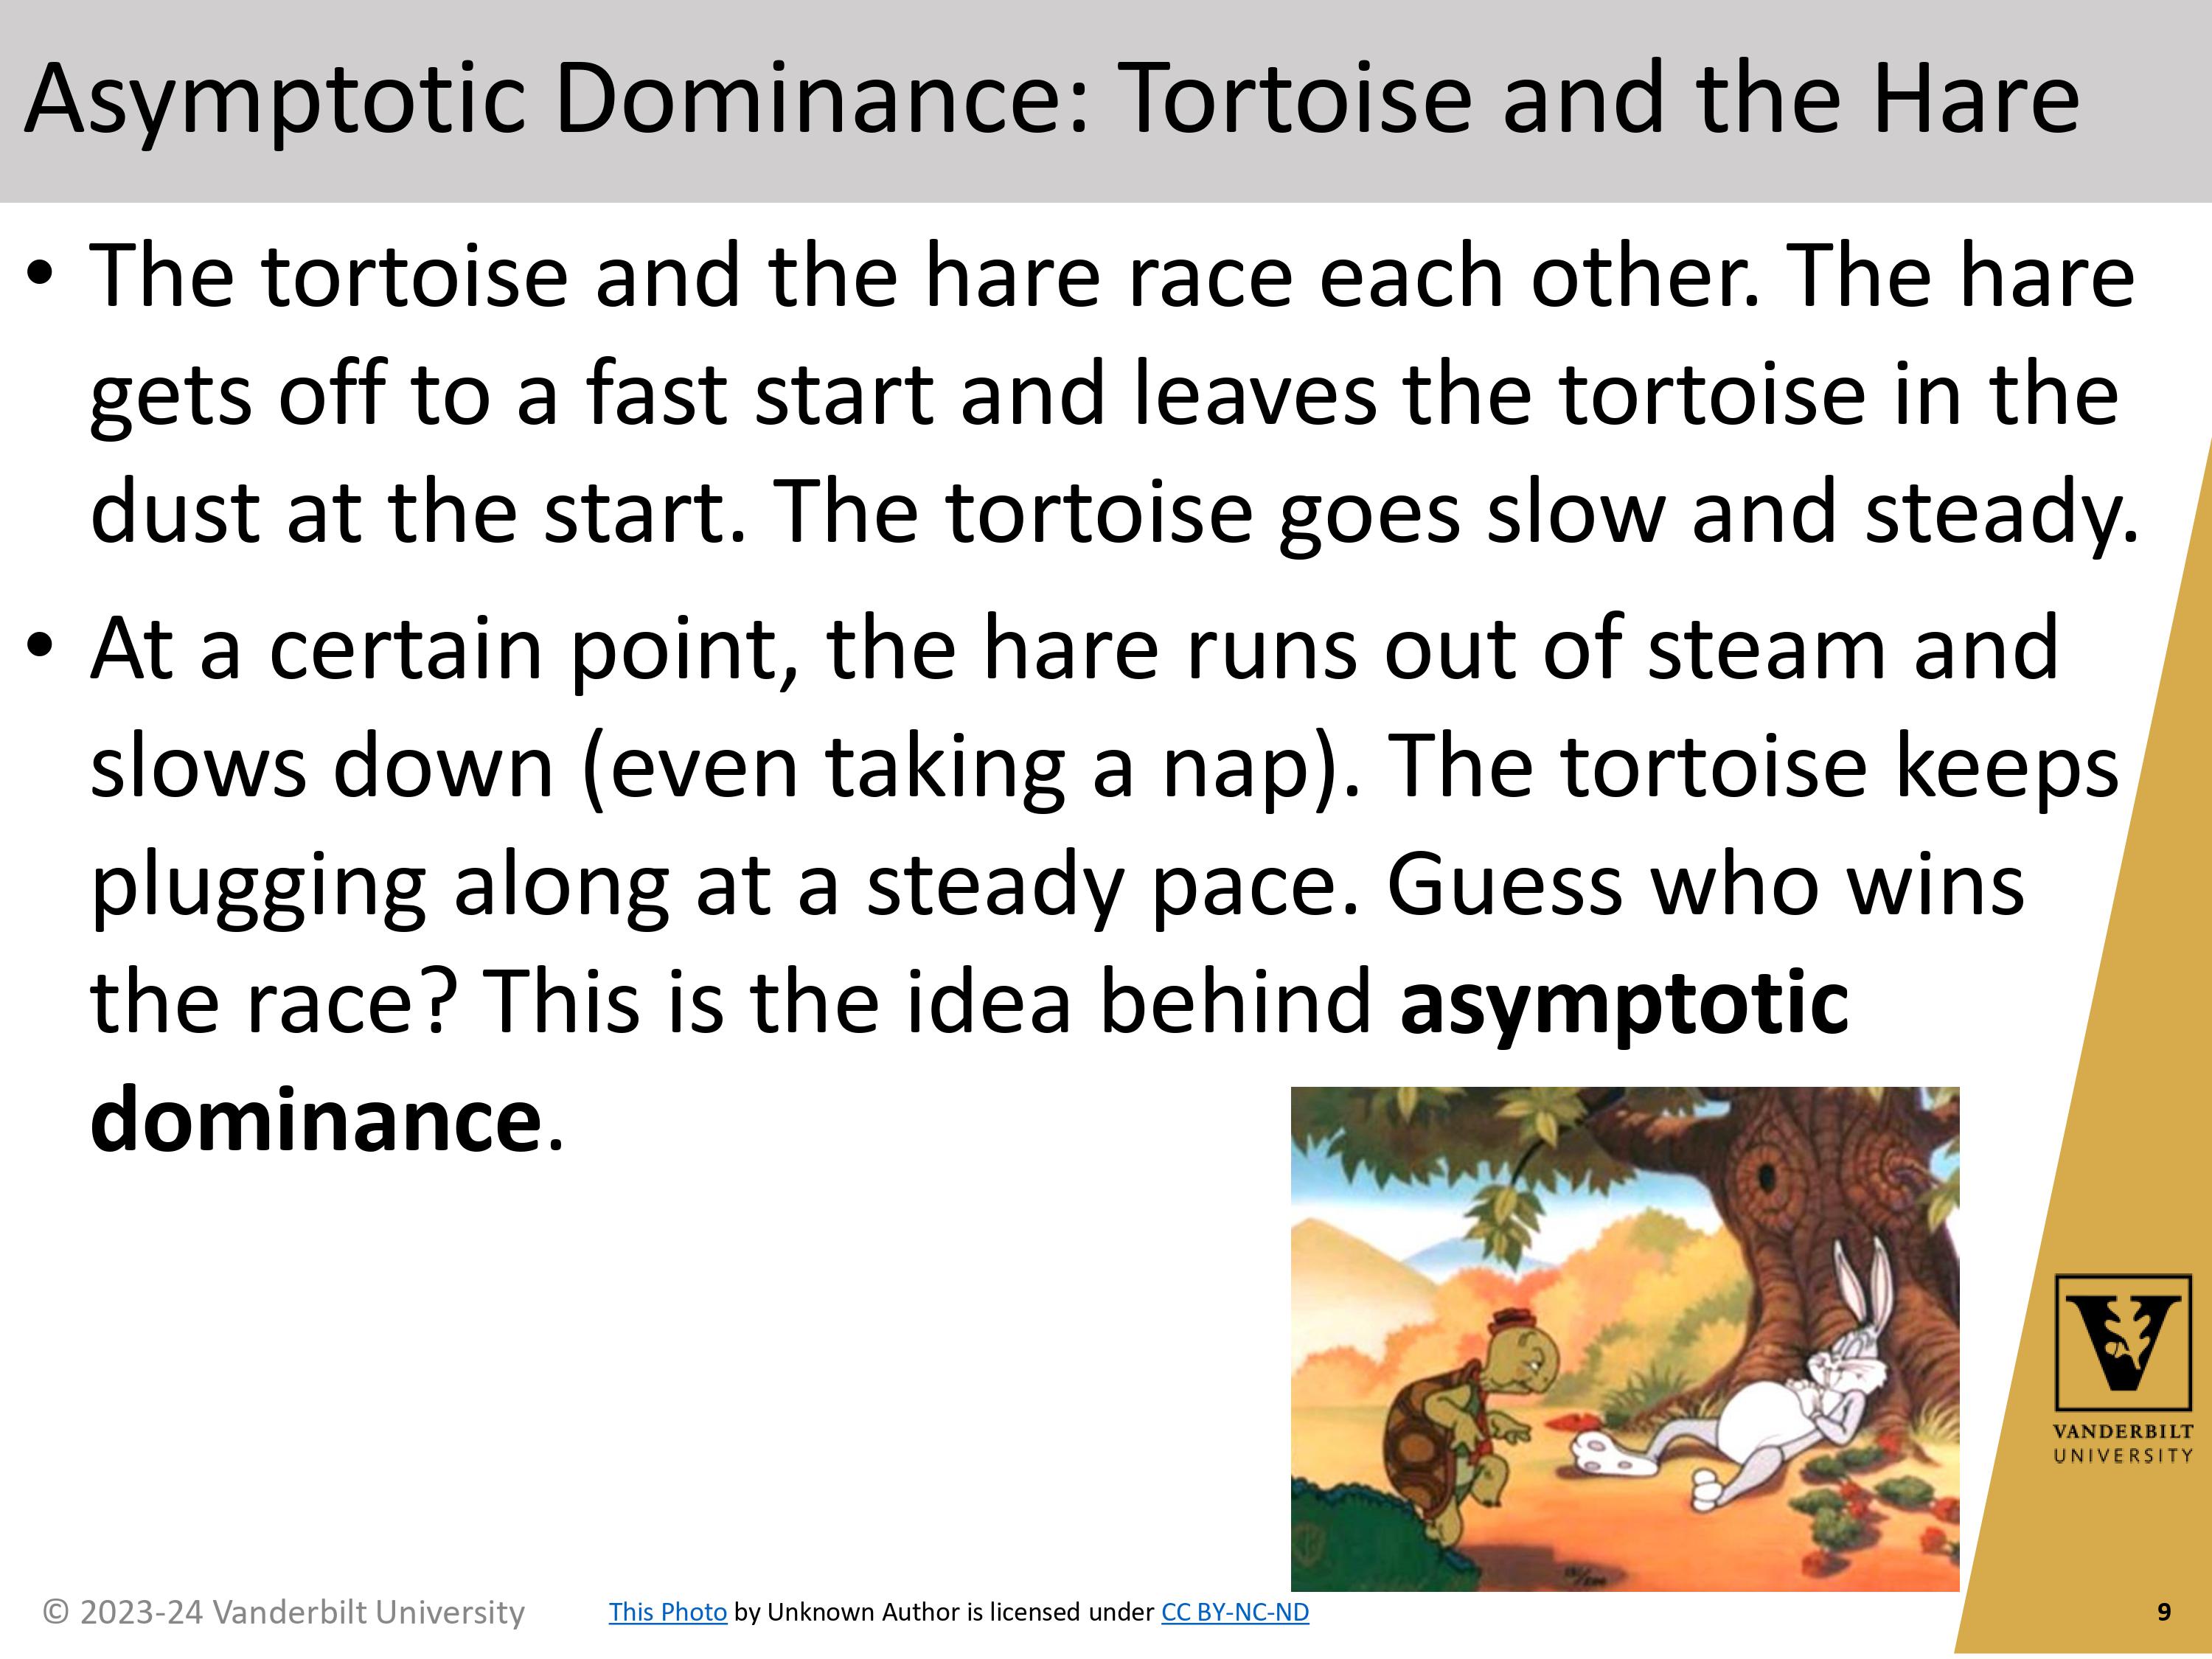 Asymptotic Dominance: Tortoise and the Hare
• The tortoise and the hare race each other. The hare
gets off to a fast start and leaves the tortoise in the
dust at the start. The tortoise goes slow and steady.
• At a certain point, the hare runs out of steam and
slows down (even taking a nap). The tortoise keeps
plugging along at a steady pace. Guess who wins
the race? This is the idea behind asymptotic
dominance.
VANDERBILT
UNIVERSITY
© 2023-24 Vanderbilt University
This Photo by Unknown Author is licensed under CC BY-NC-ND
9